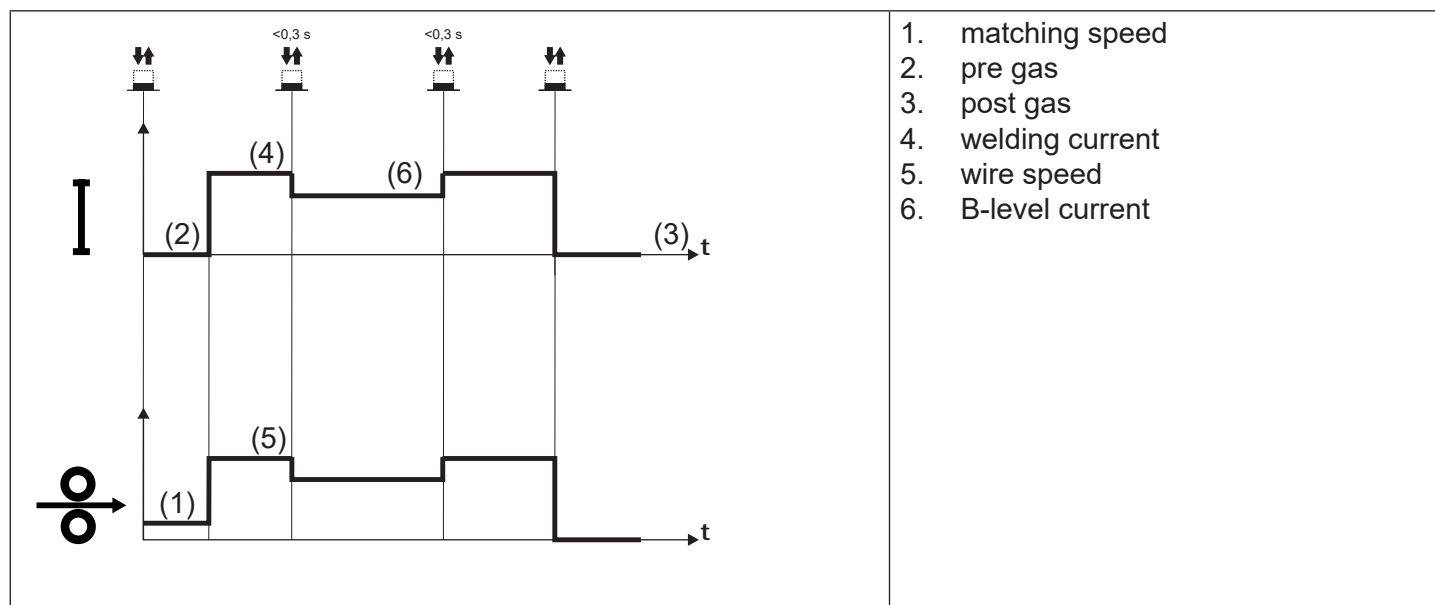 <0,3 s
<0,3 s
(4)
(6)
(2)
(3)
t
(5)
(1)
t
1. matching speed
2. pre gas
3. post gas
4. welding current
5. wire speed
6. B-level current